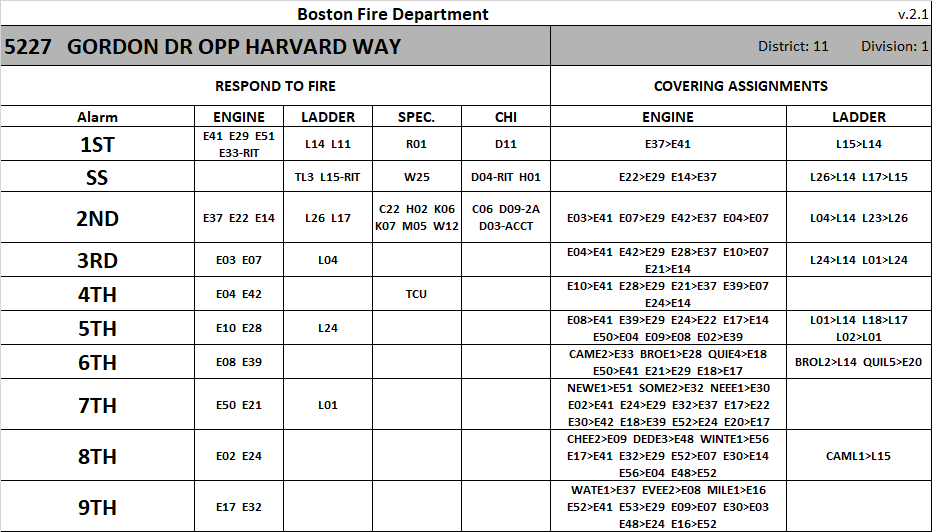 Boston Fire Department v.2.1
5227 GORDON DR OPP HARVARD WAY District: 11 Division: 1
RESPOND TO FIRE COVERING ASSIGNMENTS
Alarm ENGINE LADDER SPEC. CHI ENGINE LADDER
1ST E41 E29 E51 L14 L11 R01 D11 E37>E41 L15>L14
E33-RIT
SS TL3 L15-RIT W25 D04-RIT H01 E22>E29 E14>E37 L26>L14 L17>L15
2ND E37 E22 E14 L26 L17 C22 H02 K06 C06 D09-2A E03>E41 E07>E29 E42>E37 E04>E07 L04>L14 L23>L26
K07 M05 W12 D03-ACCT
3RD E03 E07 L04 E04>E41 E42>E29 E28>E37 E10>E07 L24>L14 L01>L24
E21>E14
4TH E04 E42 TCU E10>E41 E28>E29 E21>E37 E39>E07
E24>E14
5TH E10 E28 L24 E08>E41 E39>E29 E24>E22 E17>E14 L01>L14 L18>L17
E50>E04 E09>E08 E02>E39 L02>L01
6TH E08 E39 CAME2>E33 BROE1>E28 QUIE4>E18 BROL2>L14 QUIL5>E20
E50>E41 E21>E29 E18>E17
7TH E50 E21 L01 NEWE1>E51 SOME2>E32 NEEE1>E30
E02>E41 E24>E29 E32>E37 E17>E22
E30>E42 E18>E39 E52>E24 E20>E17
8TH E02 E24 CHEE2>E09 DEDE3>E48 WINTE1>E56 CAML1>L15
E17>E41 E32>E29 E52>E07 E30>E14
E56>E04 E48>E52
9TH E17 E32 WATE1>E37 EVEE2>E08 MILE1>E16
E52>E41 E53>E29 E09>E07 E30>E03
E48>E24 E16>E52